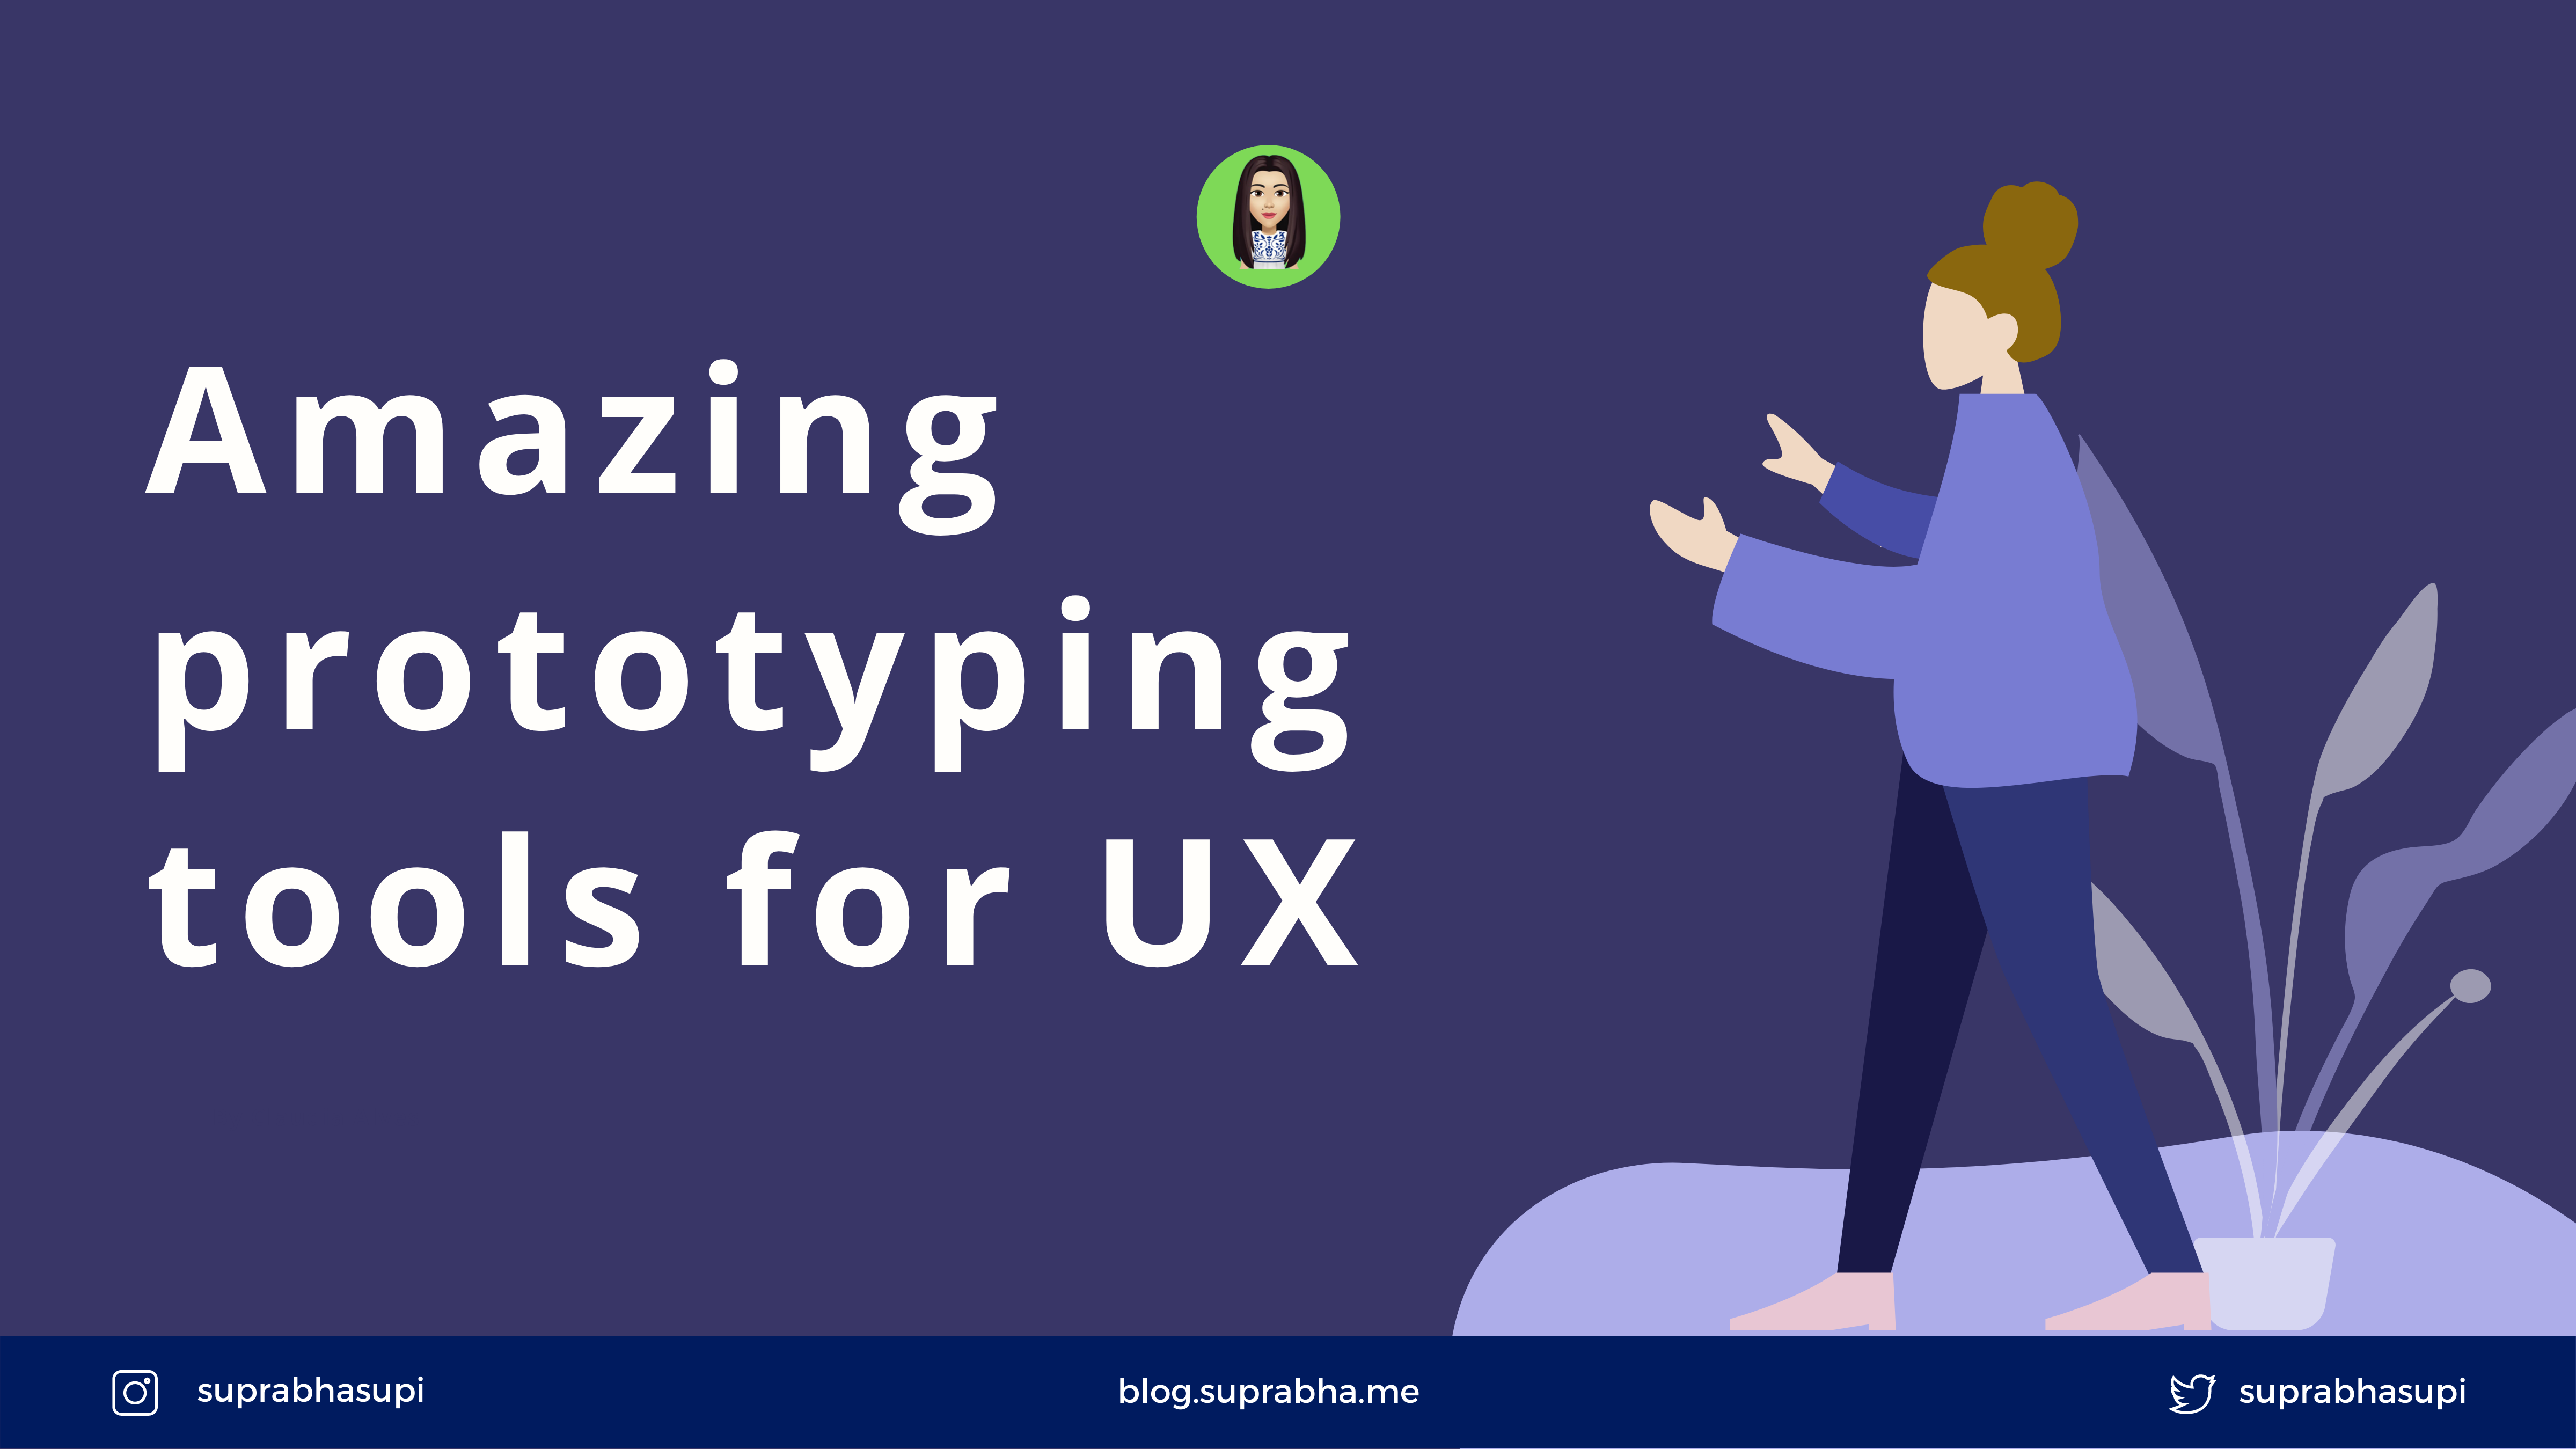 Amazing
prototyping
tools for UX
suprabhasupi
blog.suprabha.me
suprabhasupi